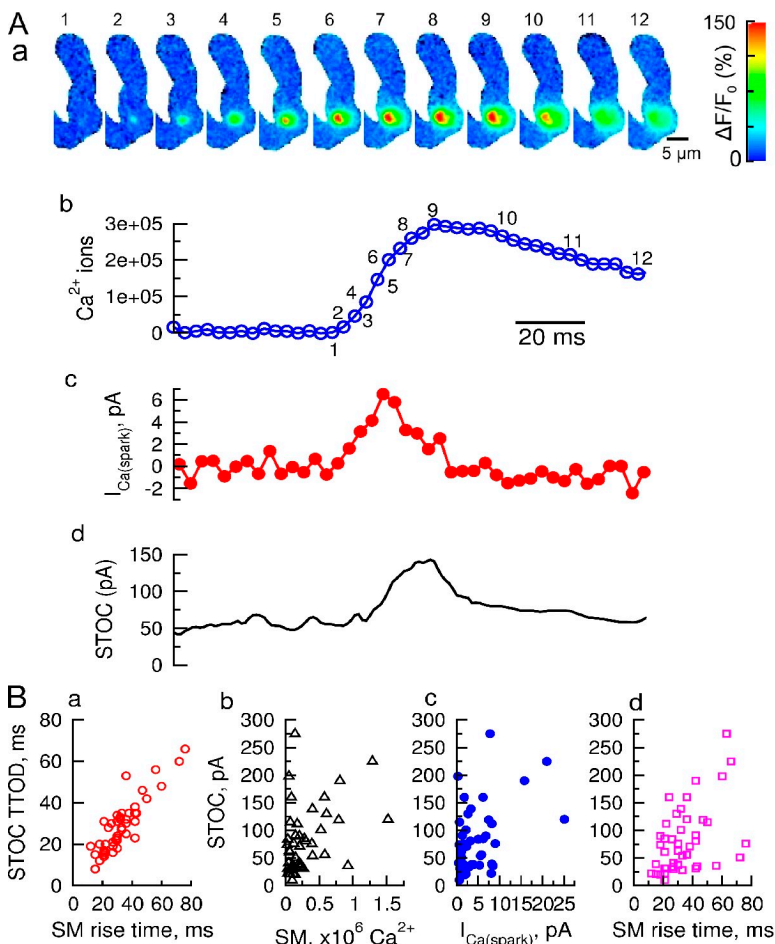 A
a
1 2 3 4 5 6 7 8 9 10 11 12
150
0
ΔF/F₀ (%)
5 µm
b
3e+05
2e+05
1e+05
0
Ca²⁺ ions
1 2 3 4 5 6 7 8 9 10 11 12
20 ms
c
6
4
2
0
-2
I Ca(spark), pA
d
150
100
50
0
STOC (pA)
B
a
80
60
40
20
0
STOC TTOD, ms
0 20 40 60 80
SM rise time, ms
b
300
250
200
150
100
50
0
STOC, pA
0 0.5 1 1.5
SM, x10⁶ Ca²⁺
c
300
250
200
150
100
50
0
0 5 10 15 20 25
I Ca(spark), pA
d
300
250
200
150
100
50
0
0 20 40 60 80
SM rise time, ms